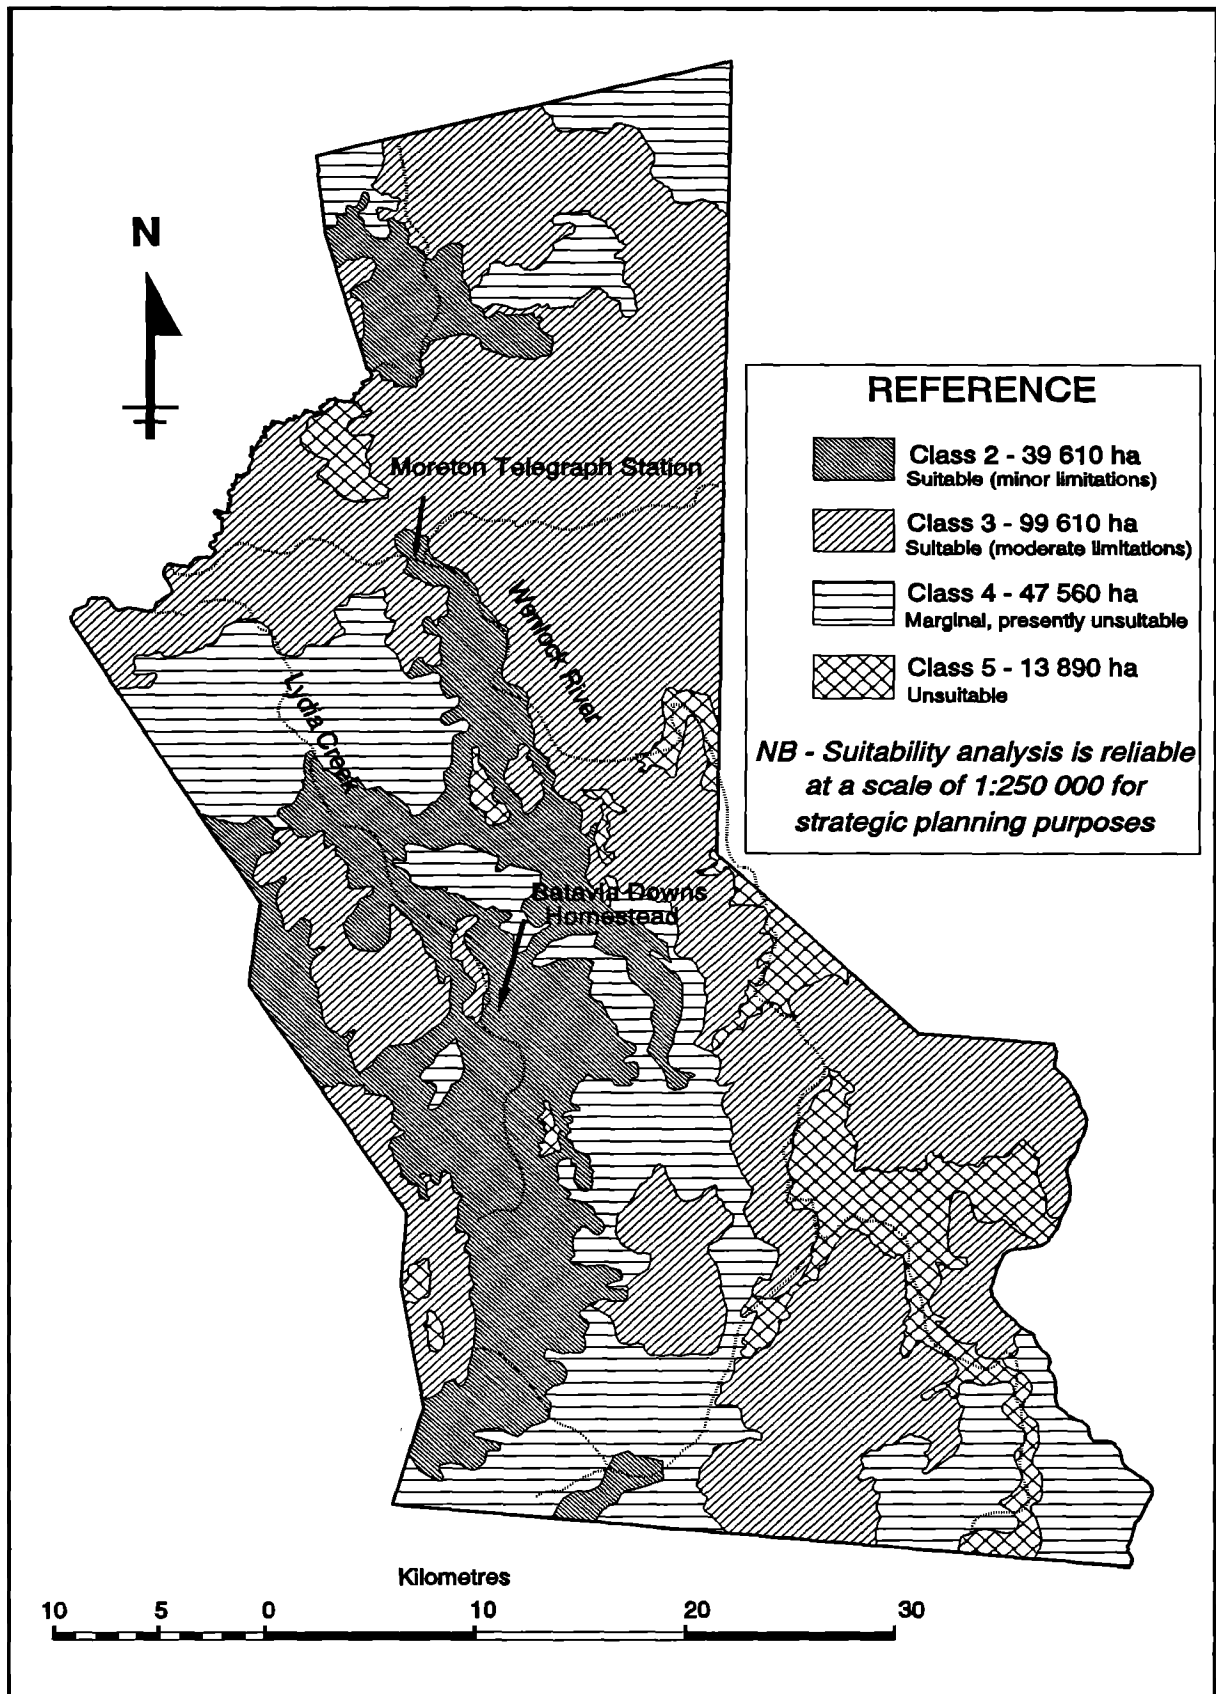 N
REFERENCE
Class 2 - 39 610 ha
Suitable (minor limitations)
Class 3 - 99 610 ha
Suitable (moderate limitations)
Class 4 - 47 560 ha
Marginal, presently unsuitable
Class 5 - 13 890 ha
Unsuitable
NB - Suitability analysis is reliable
at a scale of 1:250 000 for
strategic planning purposes
Moreton Telegraph Station
Wenlock River
Lydia Creek
Batavia Downs
Homestead
Kilometres
10 5 0 10 20 30